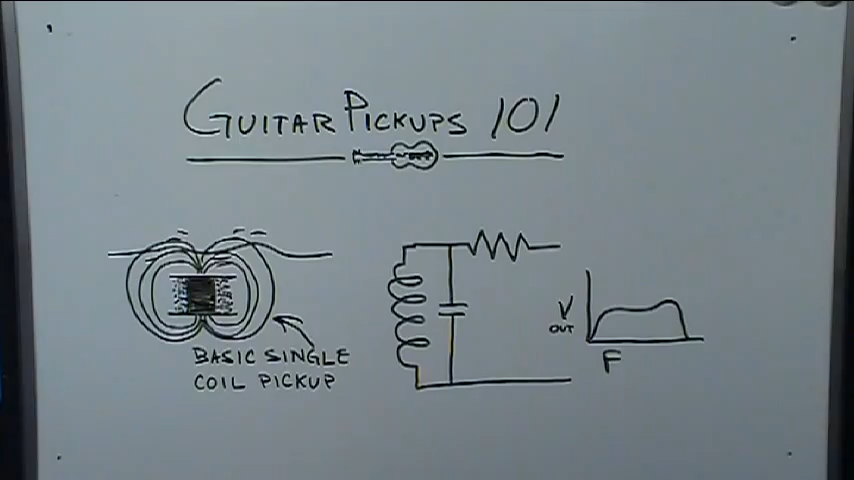 GUITAR PICKUPS 101
BASIC SINGLE
COIL PICKUP
V
OUT
F